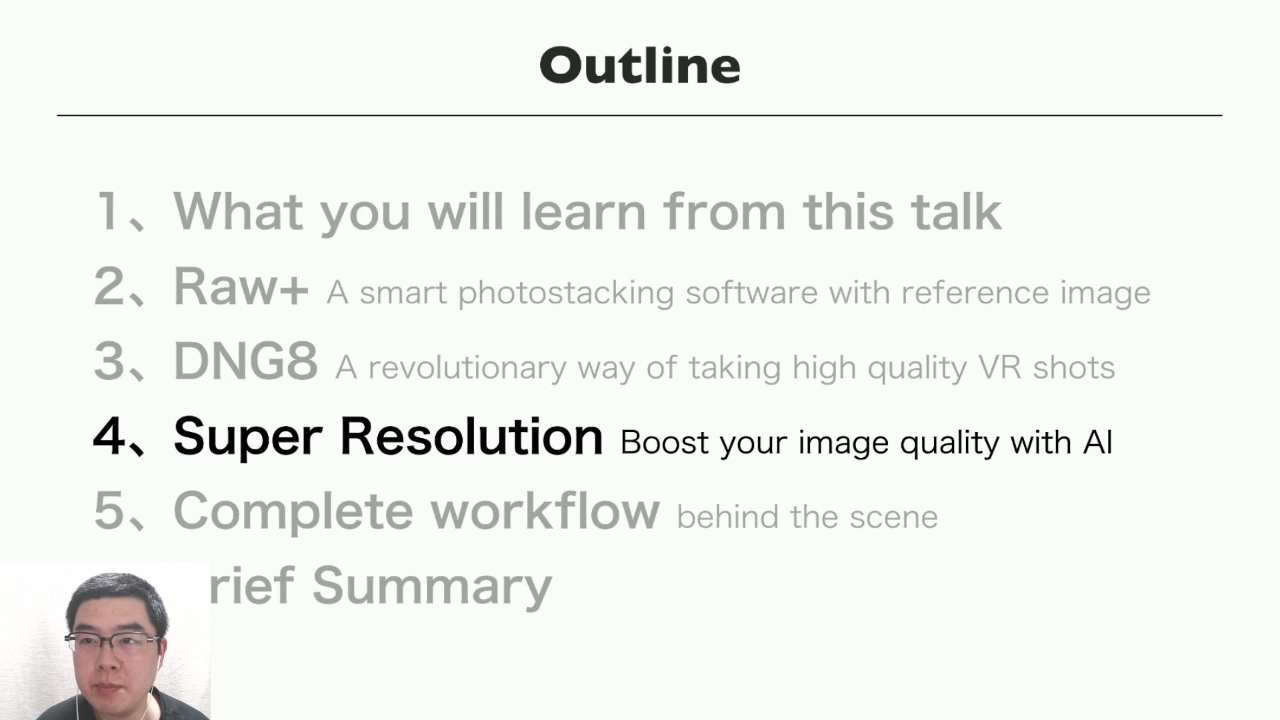 Outline
1、What you will learn from this talk
2、Raw+ A smart photostacking software with reference image
3、DNG8 A revolutionary way of taking high quality VR shots
4、Super Resolution Boost your image quality with AI
5、Complete workflow behind the scene
rief Summary